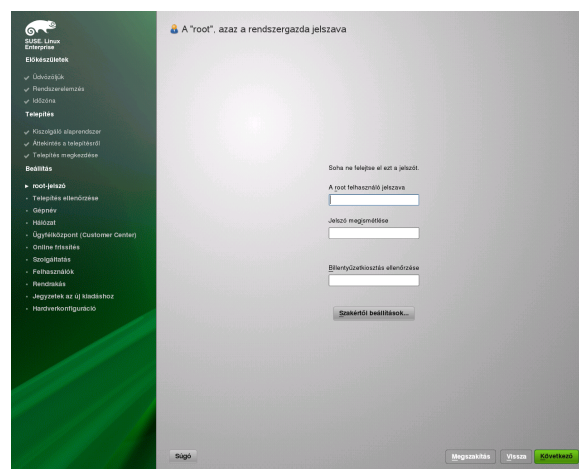 SUSE. Linux
Enterprise
Előkészületek
Üdvözöljük
Rendszerelemzés
Időzóna
Telepítés
Kiszolgáló alaprendszer
Áttekintés a telepítésről
Telepítés megkezdése
Beállítás
root-jelszó
Telepítés ellenőrzése
Gépnév
Hálózat
Ügyfélközpont (Customer Center)
Online frissítés
Szolgáltatás
Felhasználók
Rendrakás
Jegyzetek az új kiadáshoz
Hardverkonfiguráció
A "root", azaz a rendszergazda jelszava
Soha ne felejtse el ezt a jelszót.
A root felhasználó jelszava
Jelszó megismétlése
Billentyűzetkiosztás ellenőrzése
Szakértői beállítások...
Súgó
Megszakítás
Vissza
Következő